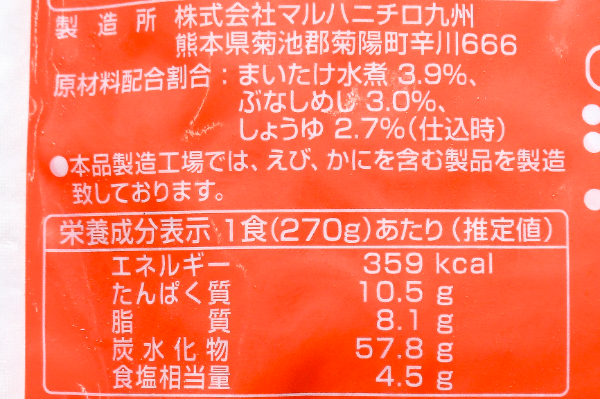 製造所 株式会社マルハニチロ九州
熊本県菊池郡菊陽町辛川666
原材料配合割合：まいたけ水煮 3.9%、
ぶなしめじ 3.0%、
しょうゆ 2.7%（仕込時）
●本品製造工場では、えび、かにを含む製品を製造
致しております。
栄養成分表示 1食(270g)あたり（推定値）
エネルギー 359 kcal
たんぱく質 10.5 g
脂質 8.1 g
炭水化物 57.8 g
食塩相当量 4.5 g